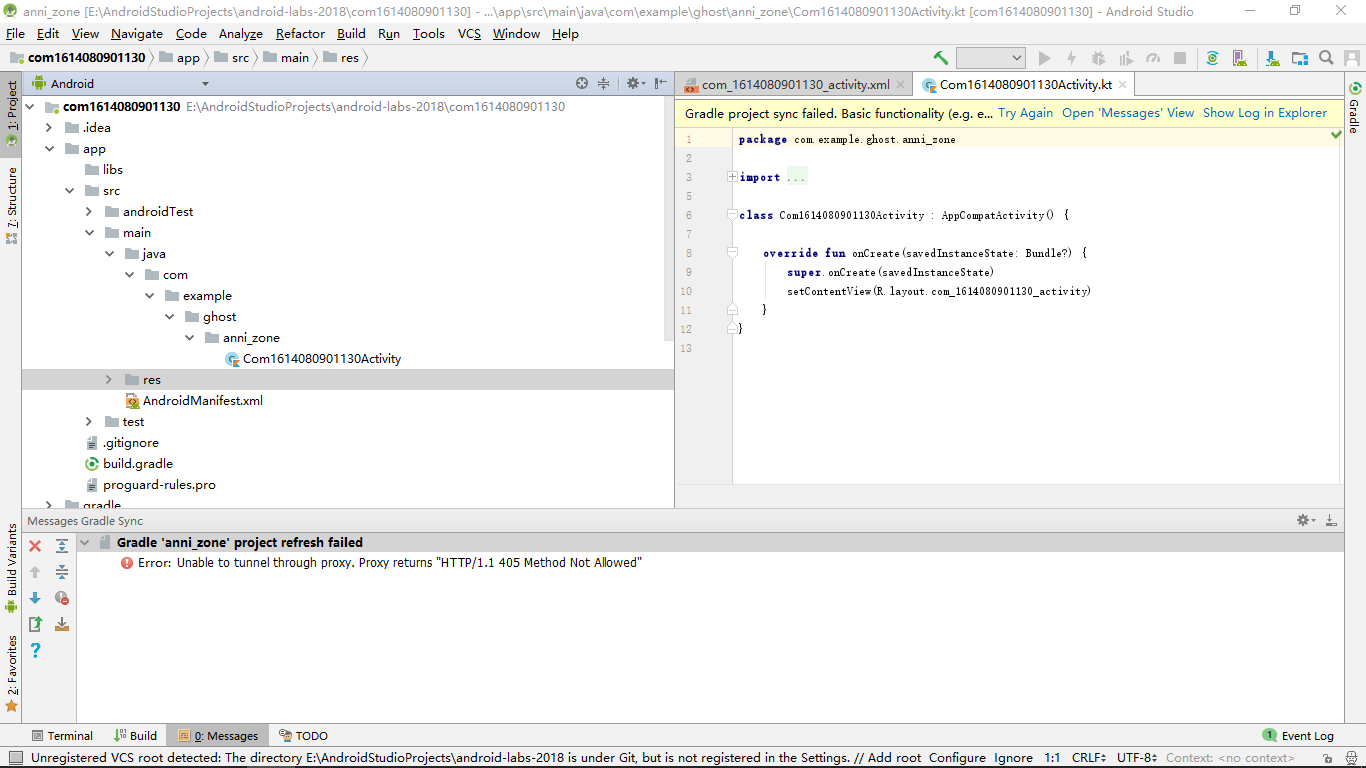 anni_zone [E:\AndroidStudioProjects\android-labs-2018\com1614080901130] - ...\app\src\main\java\com\example\ghost\anni_zone\Com1614080901130Activity.kt [com1614080901130] - Android Studio
File Edit View Navigate Code Analyze Refactor Build Run Tools VCS Window Help
com1614080901130 app src main res
Android
com_1614080901130_activity.xml Com1614080901130Activity.kt
1: Project
7: Structure
Build Variants
2: Favorites
Gradle
com1614080901130 E:\AndroidStudioProjects\android-labs-2018\com1614080901130
.idea
app
libs
src
androidTest
main
java
com
example
ghost
anni_zone
Com1614080901130Activity
res
AndroidManifest.xml
test
.gitignore
build.gradle
proguard-rules.pro
gradle
Gradle project sync failed. Basic functionality (e.g. e... Try Again Open 'Messages' View Show Log in Explorer
1 package com.example.ghost.anni_zone
2
3 import ...
5
6 class Com1614080901130Activity : AppCompatActivity() {
7
8 override fun onCreate(savedInstanceState: Bundle?) {
9 super.onCreate(savedInstanceState)
10 setContentView(R.layout.com_1614080901130_activity)
11 }
12 }
13
Messages Gradle Sync
Gradle 'anni_zone' project refresh failed
Error: Unable to tunnel through proxy. Proxy returns "HTTP/1.1 405 Method Not Allowed"
Terminal Build 0: Messages TODO 1 Event Log
Unregistered VCS root detected: The directory E:\AndroidStudioProjects\android-labs-2018 is under Git, but is not registered in the Settings. // Add root Configure Ignore 1:1 CRLF UTF-8 Context: <no context>